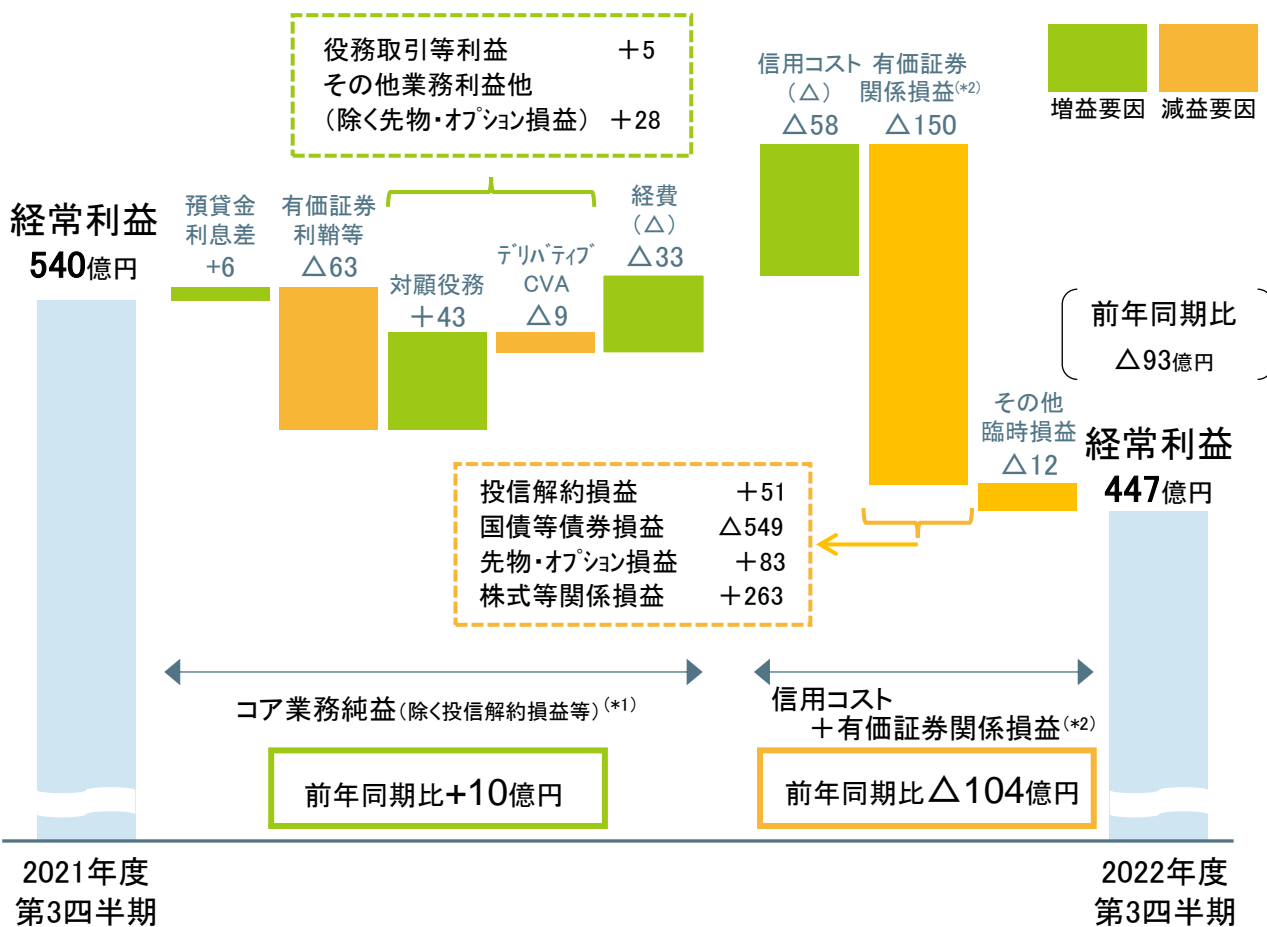 役務取引等利益 +5
その他業務利益他
(除く先物・オプション損益) +28
増益要因 減益要因
経常利益
540億円
預貸金
利息差
+6
有価証券
利鞘等
△63
対顧役務
+43
デリバティブ
CVA
△9
経費
(△)
△33
信用コスト
(△)
△58
有価証券
関係損益(*2)
△150
その他
臨時損益
△12
前年同期比
△93億円
経常利益
447億円
投信解約損益 +51
国債等債券損益 △549
先物・オプション損益 +83
株式等関係損益 +263
コア業務純益(除く投信解約損益等)(*1)
前年同期比+10億円
信用コスト
+有価証券関係損益(*2)
前年同期比△104億円
2021年度
第3四半期
2022年度
第3四半期